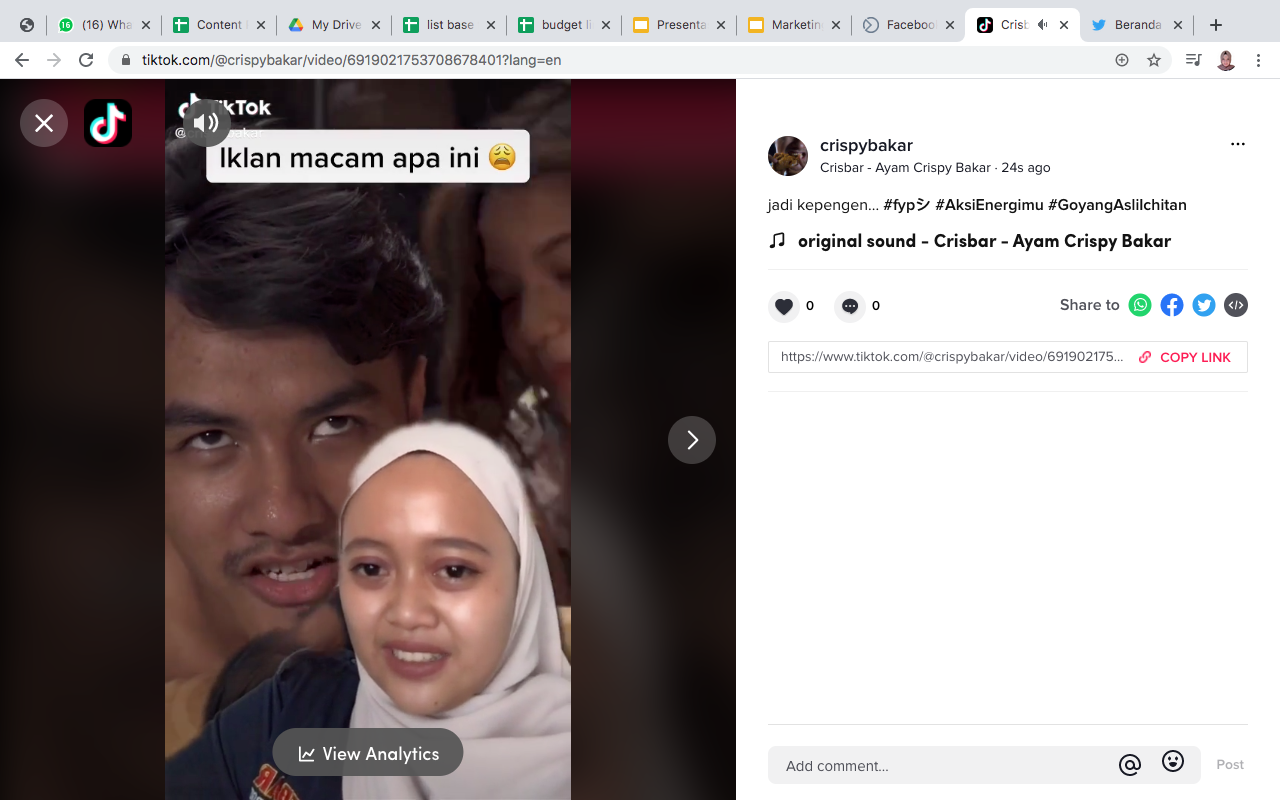 (16) Wha
Content
My Drive
list base
budget li
Presenta
Marketin
Faceboo
Crisb
Beranda
tiktok.com/@crispybakar/video/6919021753708678401?lang=en
TikTok
Iklan macam apa ini 😩
View Analytics
crispybakar
Crisbar - Ayam Crispy Bakar · 24s ago
jadi kepengen... #fypシ #AksiEnergimu #GoyangAslilchitan
original sound - Crisbar - Ayam Crispy Bakar
0
0
Share to
https://www.tiktok.com/@crispybakar/video/691902175...
COPY LINK
Add comment...
Post